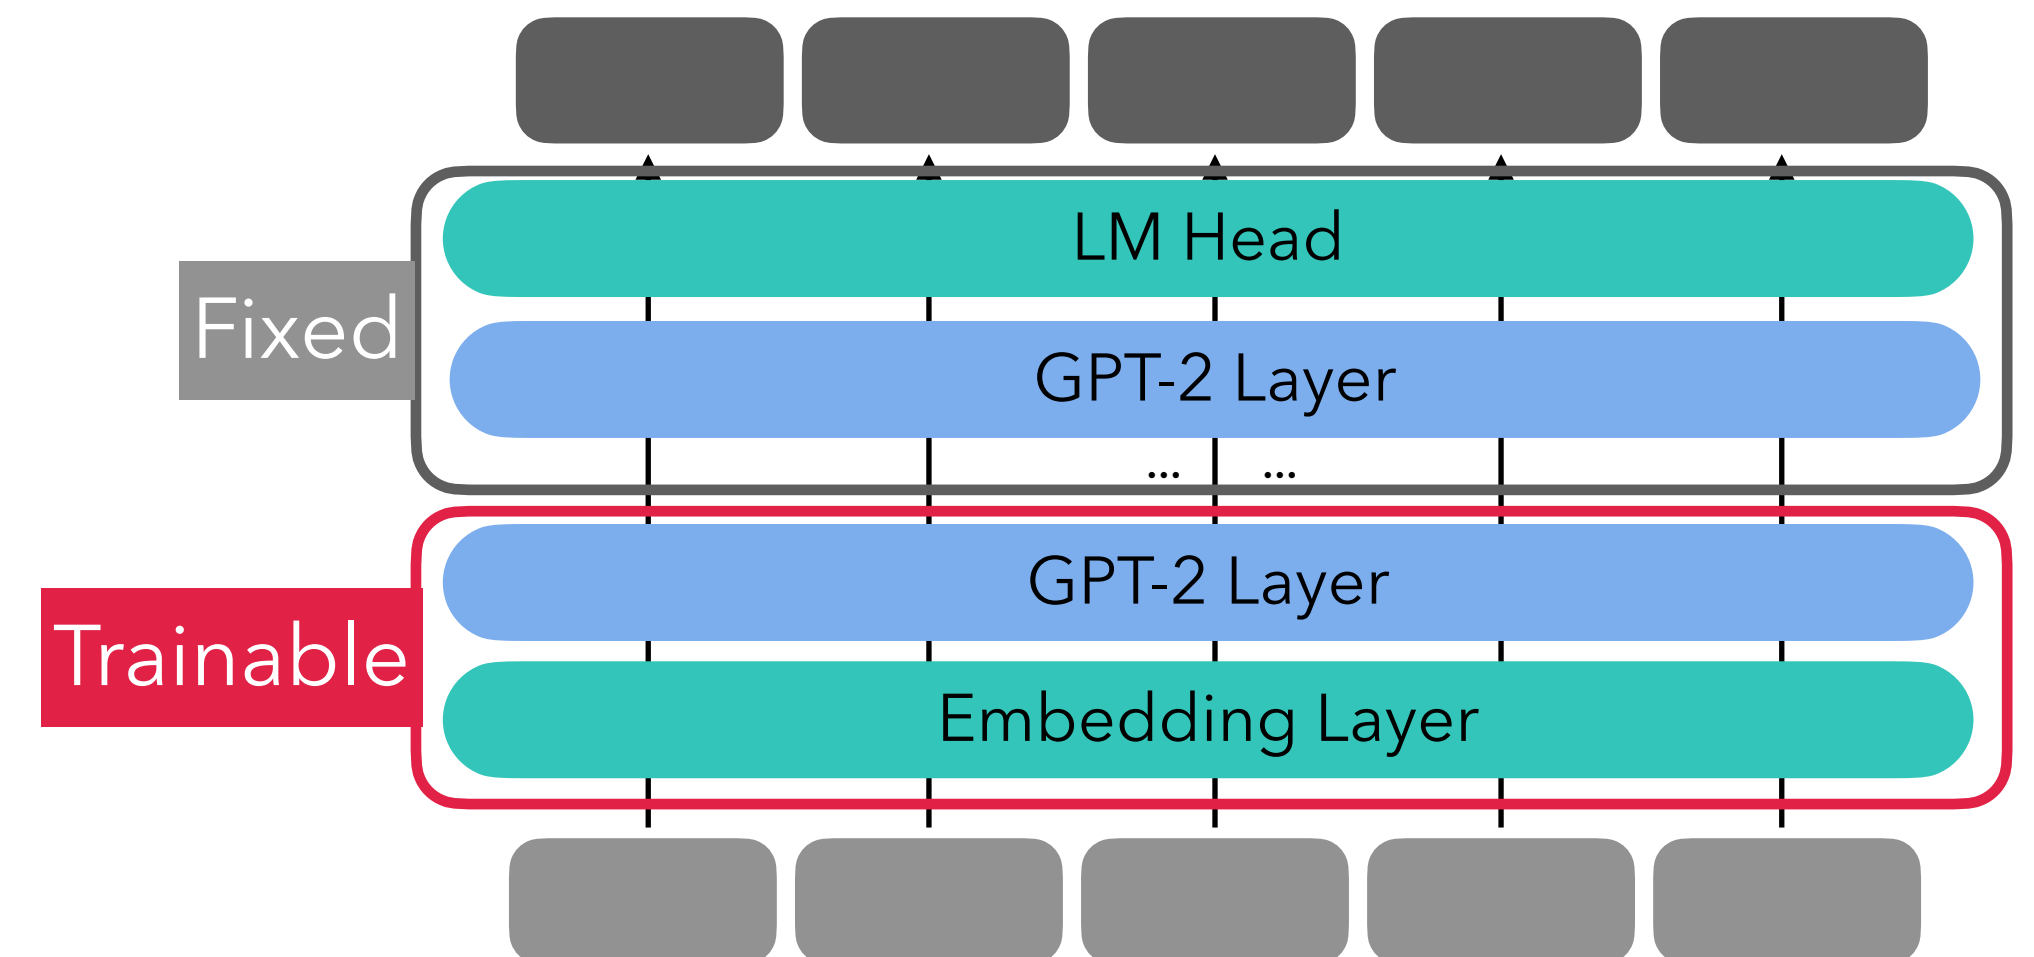 LM Head
Fixed
GPT-2 Layer
... ...
GPT-2 Layer
Trainable
Embedding Layer